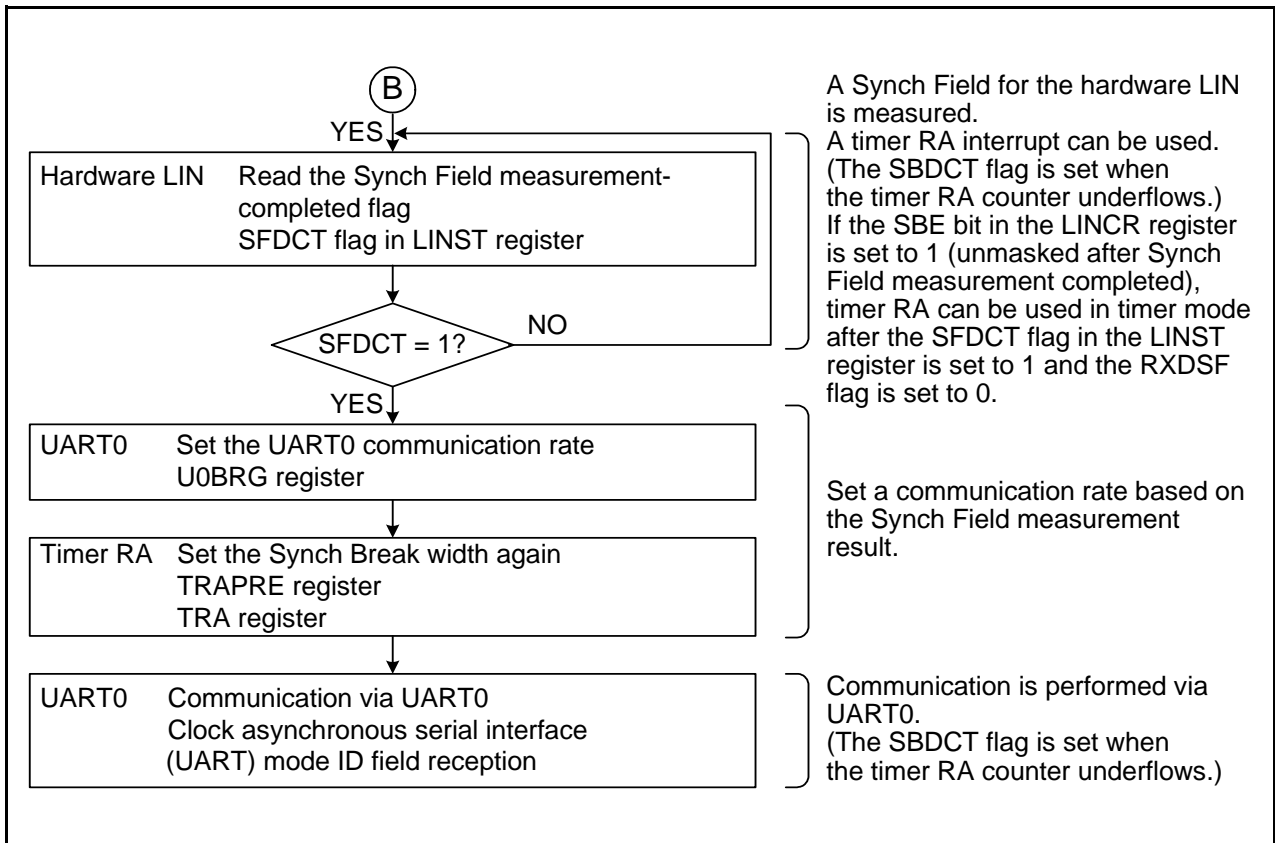 B
YES
Hardware LIN Read the Synch Field measurement-
completed flag
SFDCT flag in LINST register
SFDCT = 1?
NO
YES
UART0 Set the UART0 communication rate
U0BRG register
Timer RA Set the Synch Break width again
TRAPRE register
TRA register
UART0 Communication via UART0
Clock asynchronous serial interface
(UART) mode ID field reception
A Synch Field for the hardware LIN
is measured.
A timer RA interrupt can be used.
(The SBDCT flag is set when
the timer RA counter underflows.)
If the SBE bit in the LINCR register
is set to 1 (unmasked after Synch
Field measurement completed),
timer RA can be used in timer mode
after the SFDCT flag in the LINST
register is set to 1 and the RXDSF
flag is set to 0.
Set a communication rate based on
the Synch Field measurement
result.
Communication is performed via
UART0.
(The SBDCT flag is set when
the timer RA counter underflows.)